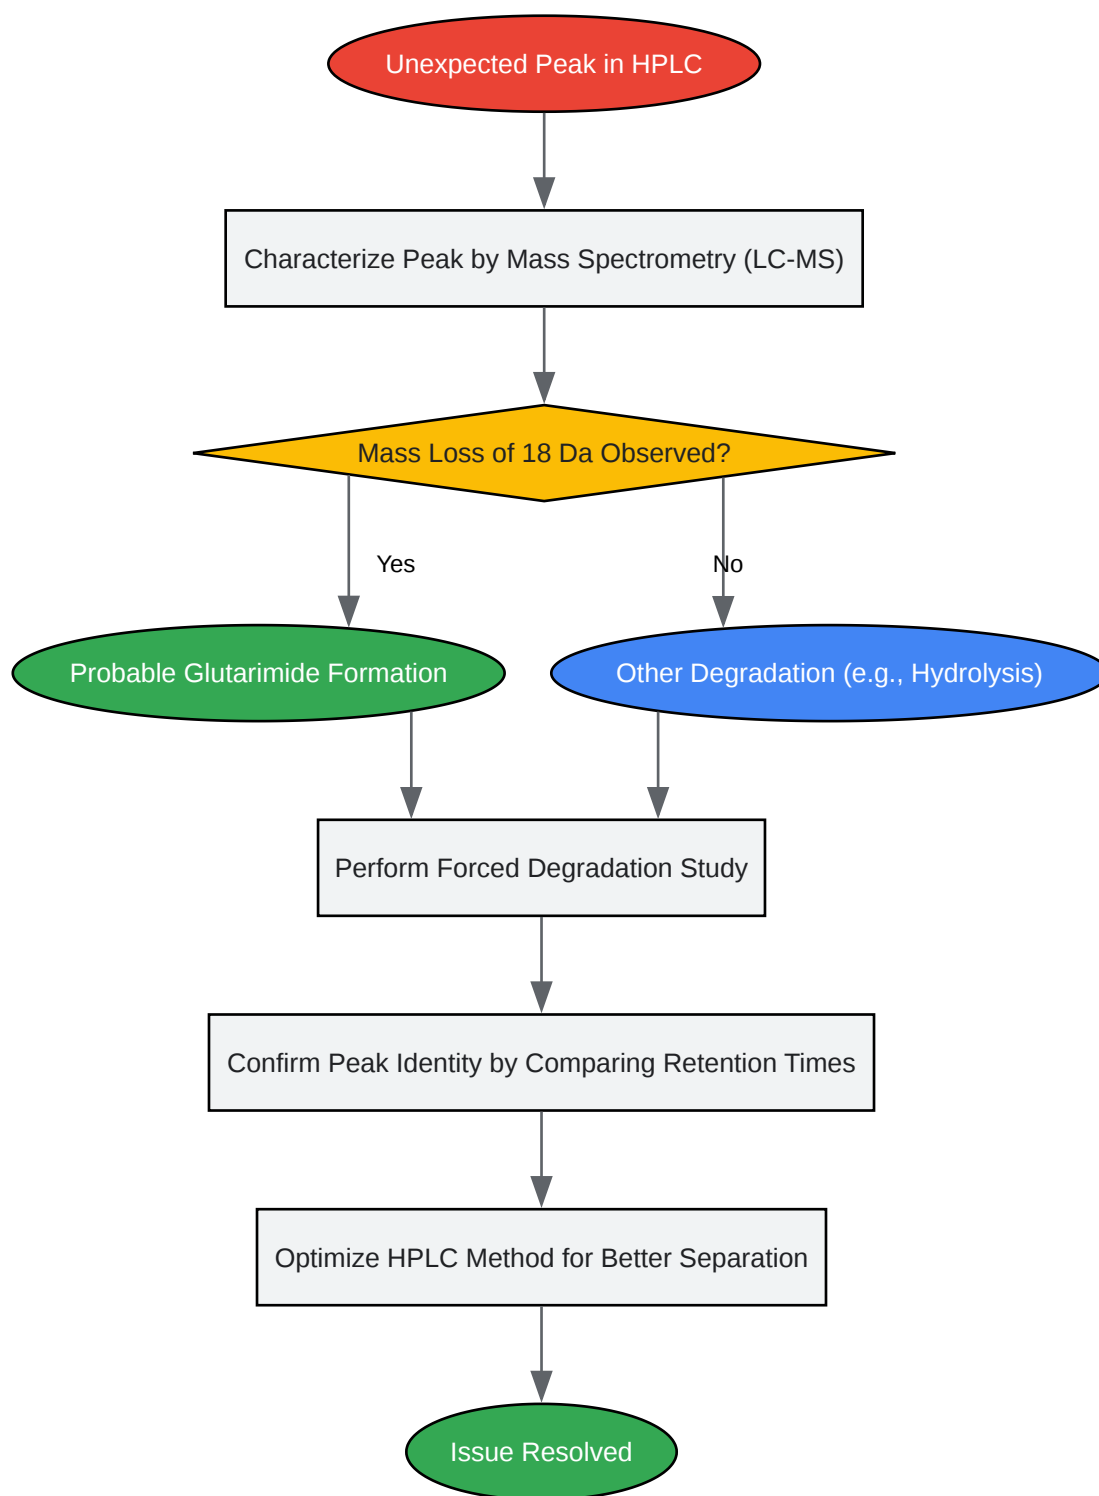 Unexpected Peak in HPLC
Characterize Peak by Mass Spectrometry (LC-MS)
Mass Loss of 18 Da Observed?
Yes
No
Probable Glutarimide Formation
Other Degradation (e.g., Hydrolysis)
Perform Forced Degradation Study
Confirm Peak Identity by Comparing Retention Times
Optimize HPLC Method for Better Separation
Issue Resolved